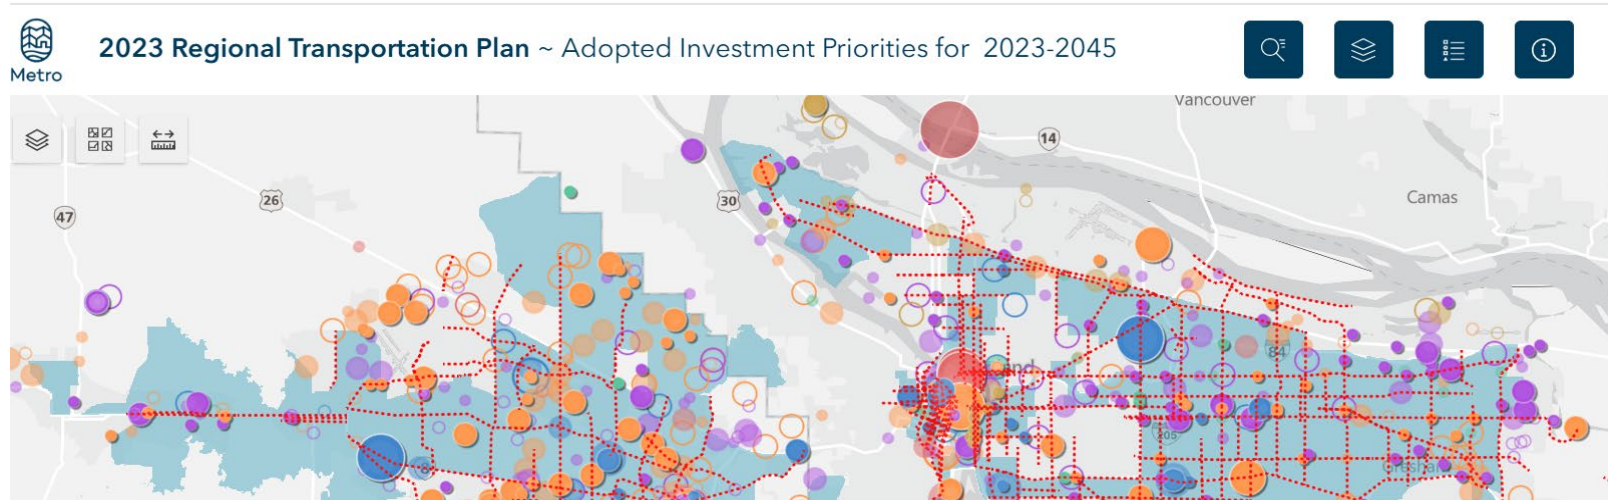 2023 Regional Transportation Plan ~ Adopted Investment Priorities for 2023-2045
Metro
Vancouver
14
26
30
Camas
47
84
205
Gresham